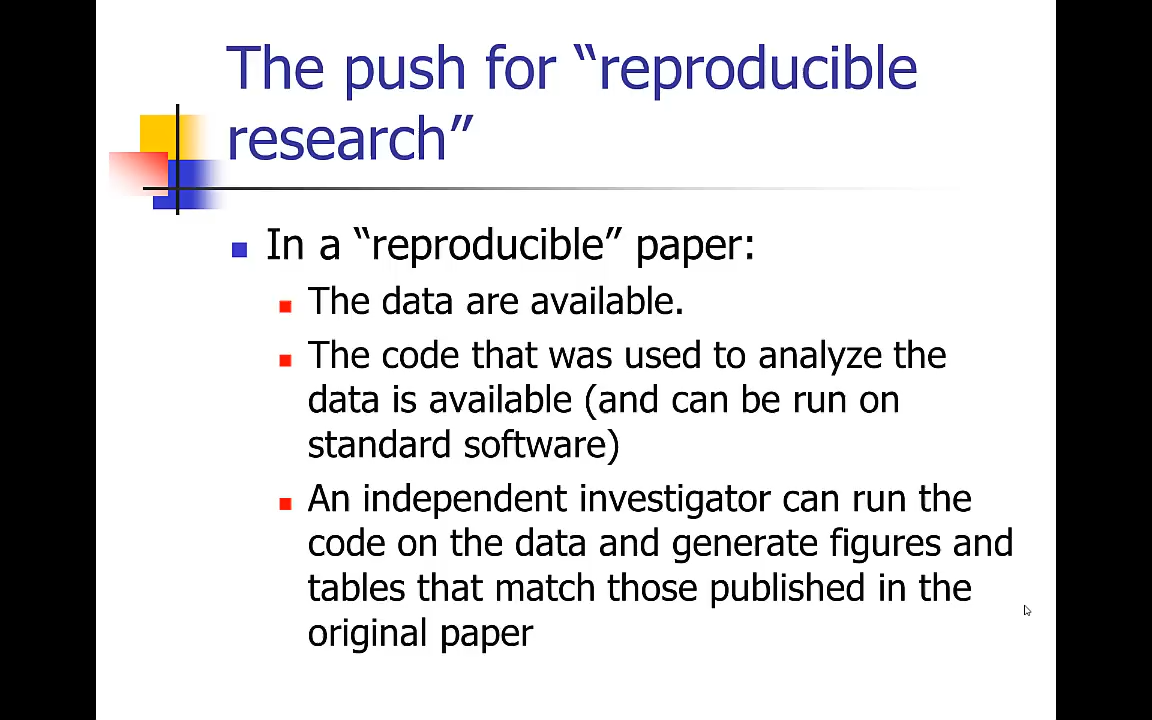 The push for “reproducible
research”
In a “reproducible” paper:
The data are available.
The code that was used to analyze the
data is available (and can be run on
standard software)
An independent investigator can run the
code on the data and generate figures and
tables that match those published in the
original paper